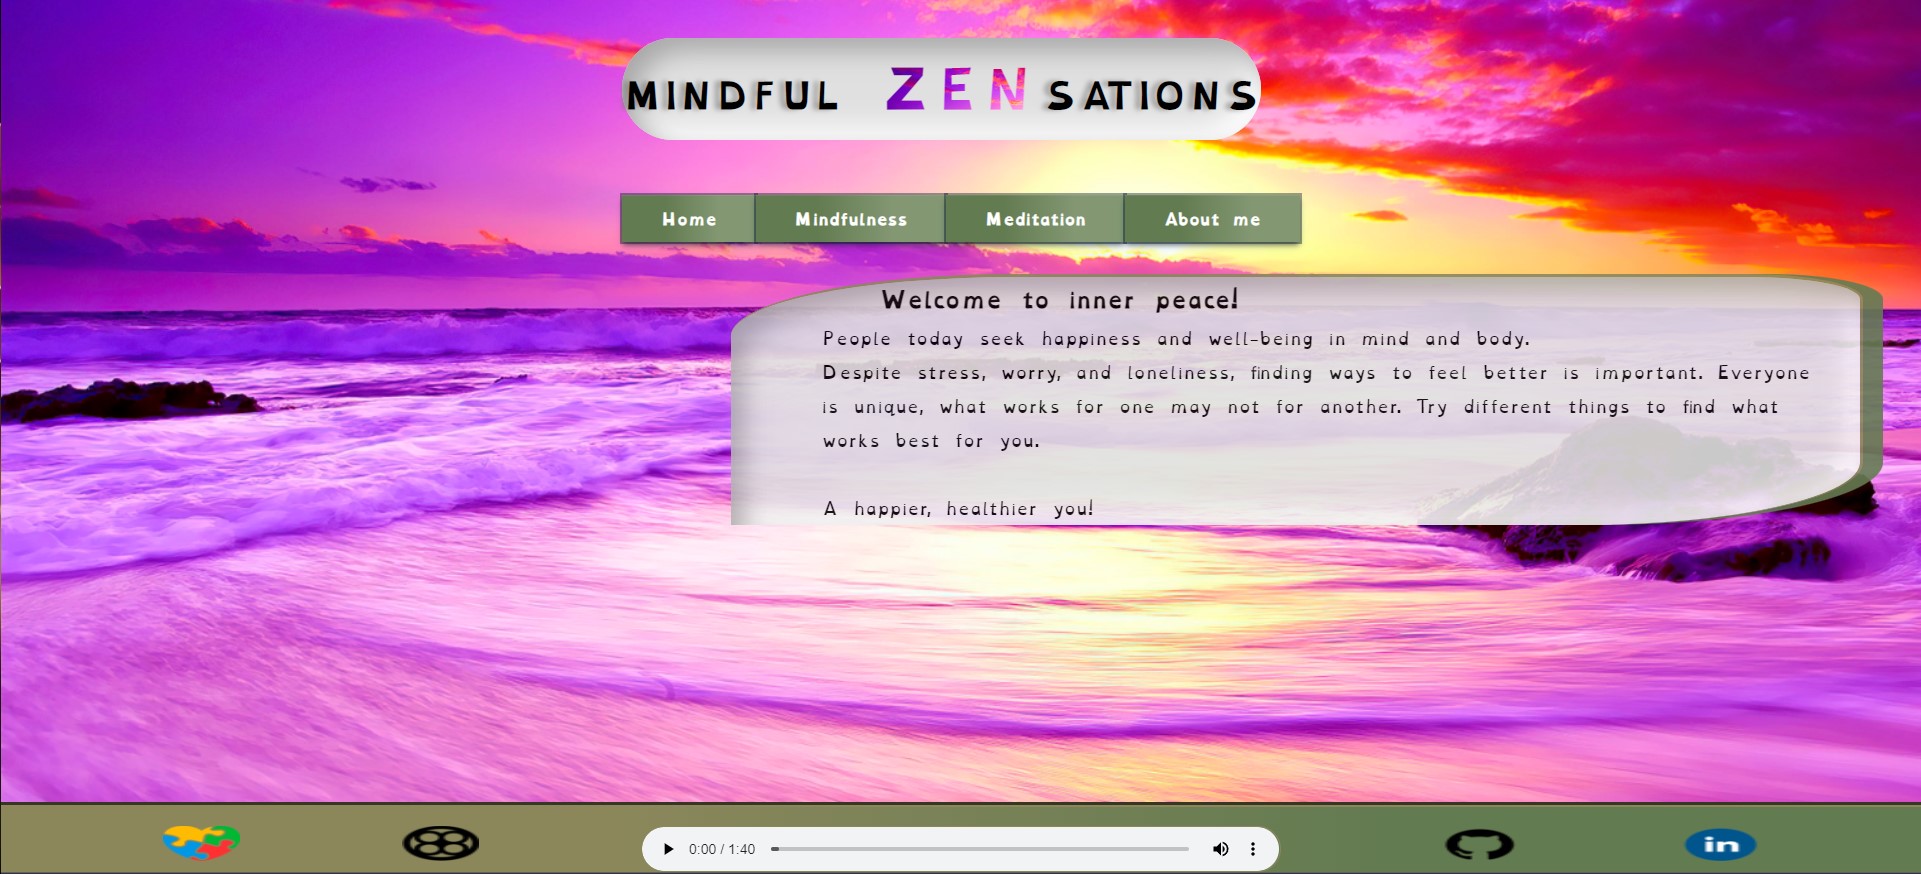 MINDFUL ZEN SATIONS
Home Mindfulness Meditation About me
Welcome to inner peace!
People today seek happiness and well-being in mind and body.
Despite stress, worry, and loneliness, finding ways to feel better is important. Everyone
is unique, what works for one may not for another. Try different things to find what
works best for you.
A happier, healthier you!
0:00 / 1:40
in